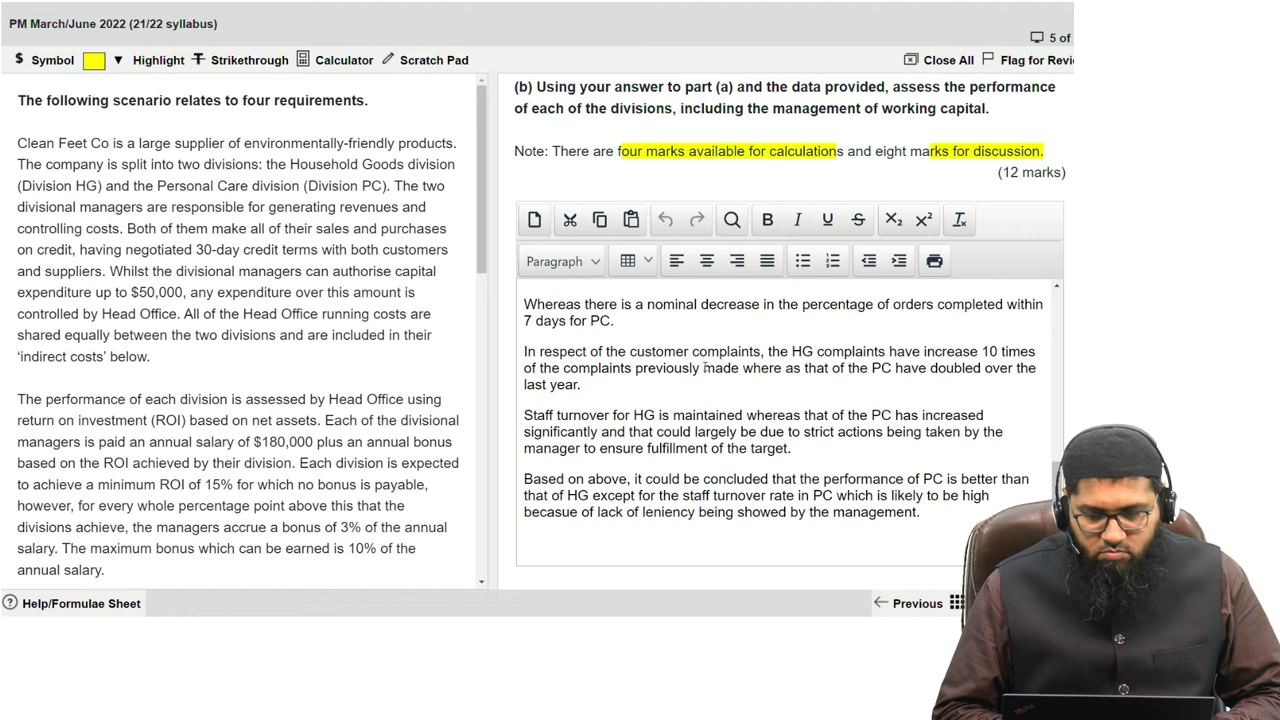 PM March/June 2022 (21/22 syllabus)
5 of
$ Symbol Highlight Strikethrough Calculator Scratch Pad Close All Flag for Revi
The following scenario relates to four requirements.
Clean Feet Co is a large supplier of environmentally-friendly products.
The company is split into two divisions: the Household Goods division
(Division HG) and the Personal Care division (Division PC). The two
divisional managers are responsible for generating revenues and
controlling costs. Both of them make all of their sales and purchases
on credit, having negotiated 30-day credit terms with both customers
and suppliers. Whilst the divisional managers can authorise capital
expenditure up to $50,000, any expenditure over this amount is
controlled by Head Office. All of the Head Office running costs are
shared equally between the two divisions and are included in their
‘indirect costs’ below.
The performance of each division is assessed by Head Office using
return on investment (ROI) based on net assets. Each of the divisional
managers is paid an annual salary of $180,000 plus an annual bonus
based on the ROI achieved by their division. Each division is expected
to achieve a minimum ROI of 15% for which no bonus is payable,
however, for every whole percentage point above this that the
divisions achieve, the managers accrue a bonus of 3% of the annual
salary. The maximum bonus which can be earned is 10% of the
annual salary.
(b) Using your answer to part (a) and the data provided, assess the performance
of each of the divisions, including the management of working capital.
Note: There are four marks available for calculations and eight marks for discussion.
(12 marks)
B I U S X₂ X² Tx
Paragraph
Whereas there is a nominal decrease in the percentage of orders completed within
7 days for PC.
In respect of the customer complaints, the HG complaints have increase 10 times
of the complaints previously made where as that of the PC have doubled over the
last year.
Staff turnover for HG is maintained whereas that of the PC has increased
significantly and that could largely be due to strict actions being taken by the
manager to ensure fulfillment of the target.
Based on above, it could be concluded that the performance of PC is better than
that of HG except for the staff turnover rate in PC which is likely to be high
becasue of lack of leniency being showed by the management.
? Help/Formulae Sheet
Previous